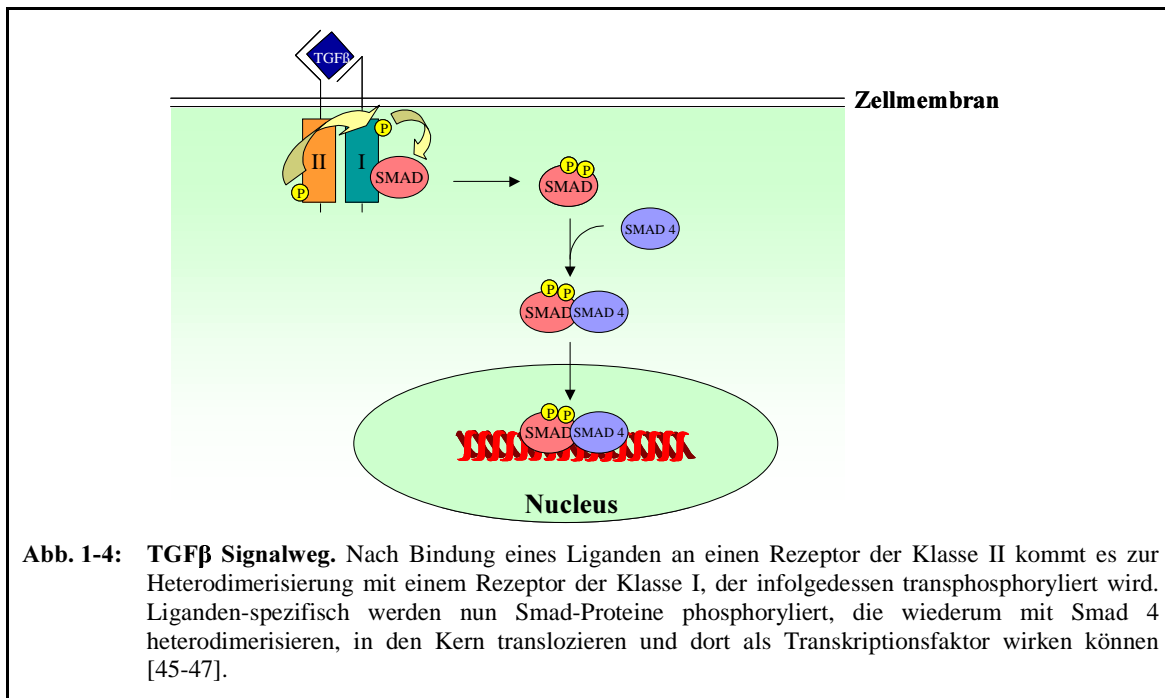 TGFß
Zellmembran
P
II
I
P
SMAD
P
P
SMAD
SMAD 4
P
P
SMAD
SMAD 4
P
P
SMAD
SMAD 4
Nucleus
Abb. 1-4: TGFβ Signalweg. Nach Bindung eines Liganden an einen Rezeptor der Klasse II kommt es zur
Heterodimerisierung mit einem Rezeptor der Klasse I, der infolgedessen transphosphoryliert wird.
Liganden-spezifisch werden nun Smad-Proteine phosphoryliert, die wiederum mit Smad 4
heterodimerisieren, in den Kern translozieren und dort als Transkriptionsfaktor wirken können
[45-47].